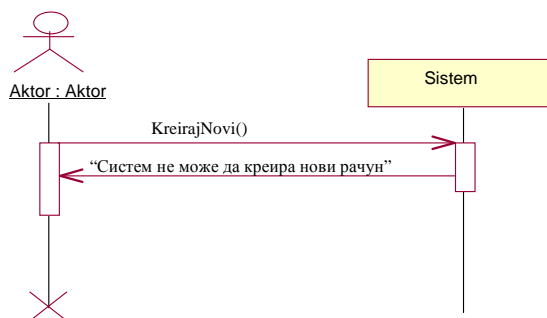 Aktor : Aktor
Sistem
KreirajNovi()
“Систем не може да креира нови рачун”